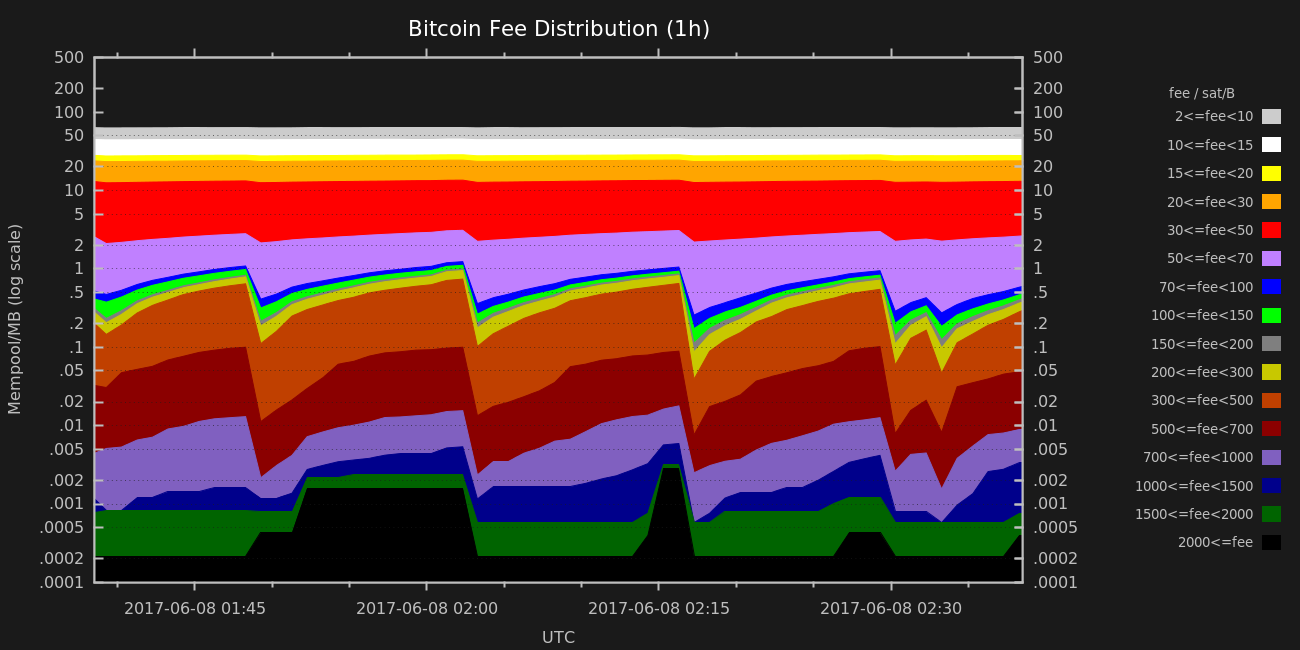 Bitcoin Fee Distribution (1h)
Mempool/MB (log scale)
500
200
100
50
20
10
5
2
1
.5
.2
.1
.05
.02
.01
.005
.002
.001
.0005
.0002
.0001
500
200
100
50
20
10
5
2
1
.5
.2
.1
.05
.02
.01
.005
.002
.001
.0005
.0002
.0001
2017-06-08 01:45
2017-06-08 02:00
2017-06-08 02:15
2017-06-08 02:30
UTC
fee / sat/B
2<=fee<10
10<=fee<15
15<=fee<20
20<=fee<30
30<=fee<50
50<=fee<70
70<=fee<100
100<=fee<150
150<=fee<200
200<=fee<300
300<=fee<500
500<=fee<700
700<=fee<1000
1000<=fee<1500
1500<=fee<2000
2000<=fee